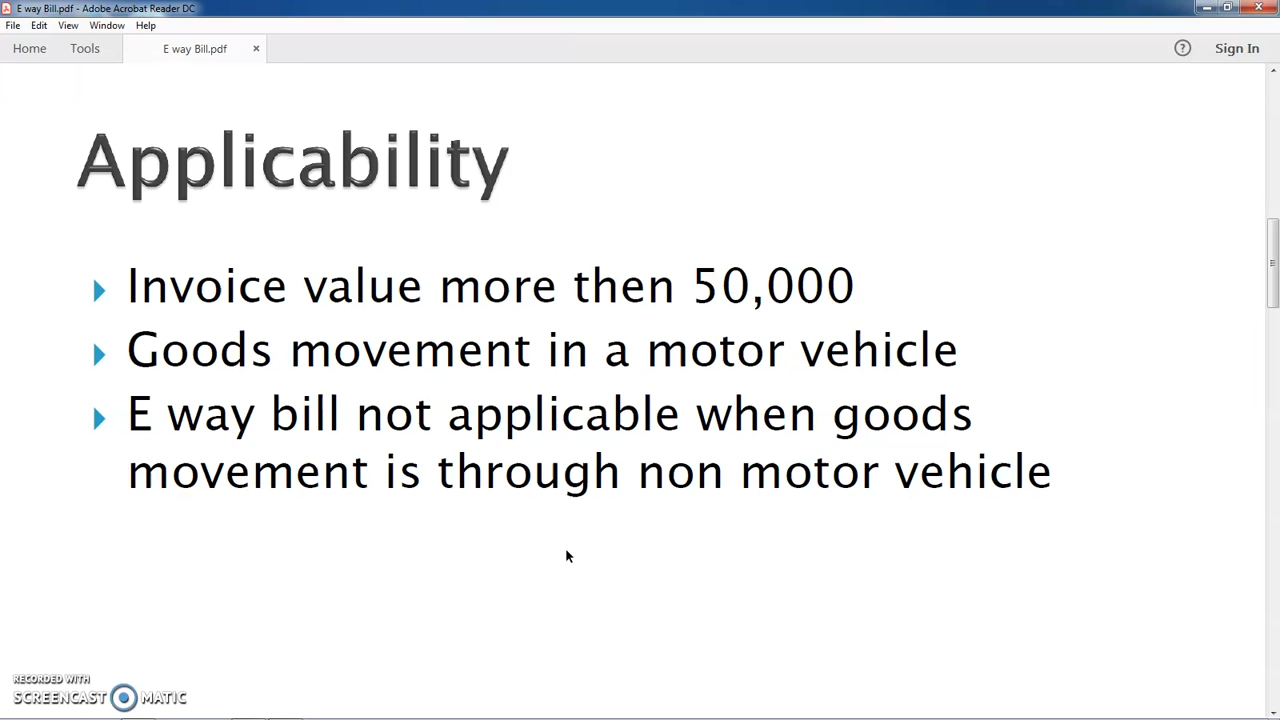 E way Bill.pdf - Adobe Acrobat Reader DC
File Edit View Window Help
Home Tools E way Bill.pdf × ? Sign In
Applicability
Invoice value more then 50,000
Goods movement in a motor vehicle
E way bill not applicable when goods
movement is through non motor vehicle
RECORDED WITH
SCREENCAST MATIC